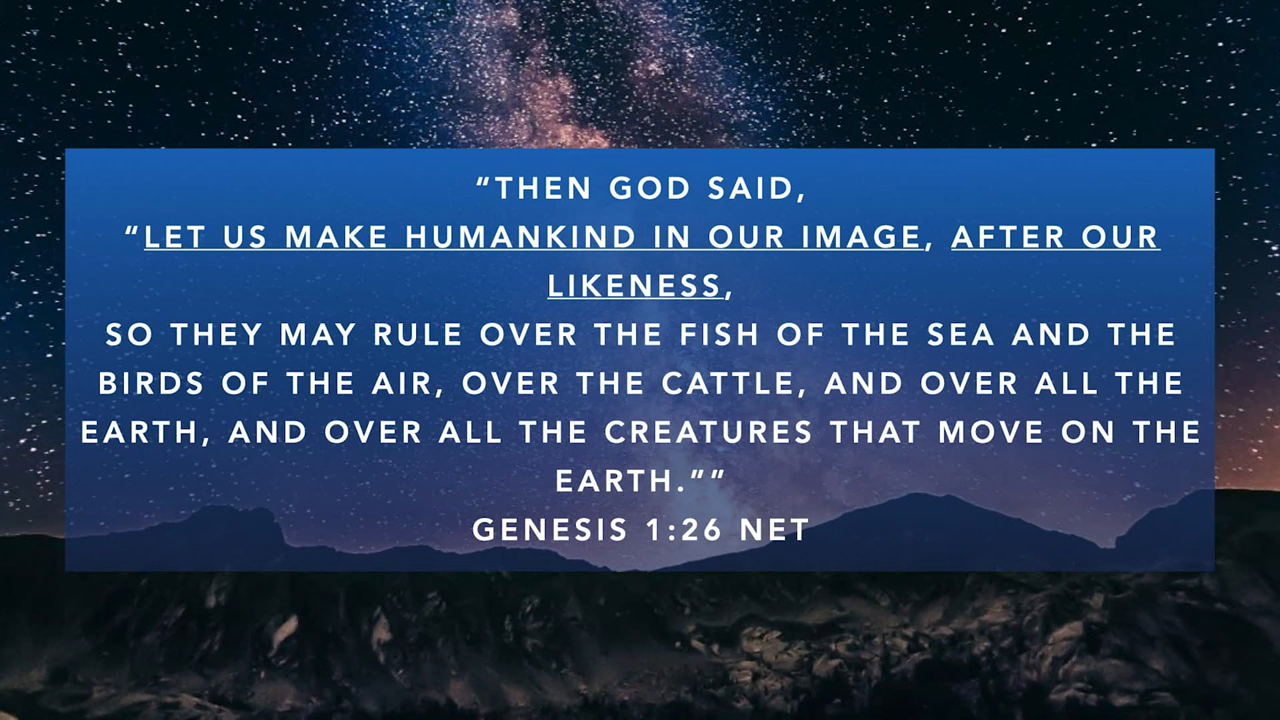 “THEN GOD SAID,
“LET US MAKE HUMANKIND IN OUR IMAGE, AFTER OUR
LIKENESS,
SO THEY MAY RULE OVER THE FISH OF THE SEA AND THE
BIRDS OF THE AIR, OVER THE CATTLE, AND OVER ALL THE
EARTH, AND OVER ALL THE CREATURES THAT MOVE ON THE
EARTH.””
GENESIS 1:26 NET